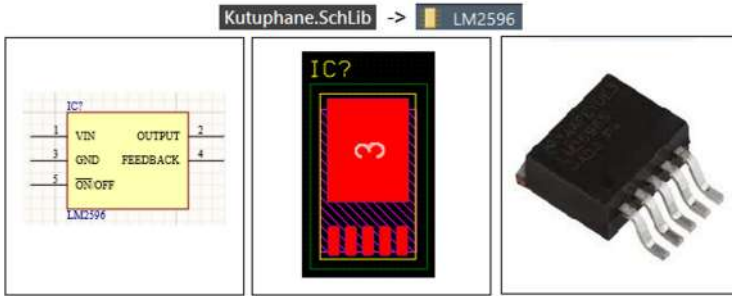 Kutuphane.SchLib -> LM2596
IC?
1 VIN OUTPUT 2
3 GND FEEDBACK 4
5 ON/OFF
LM2596
IC?
3